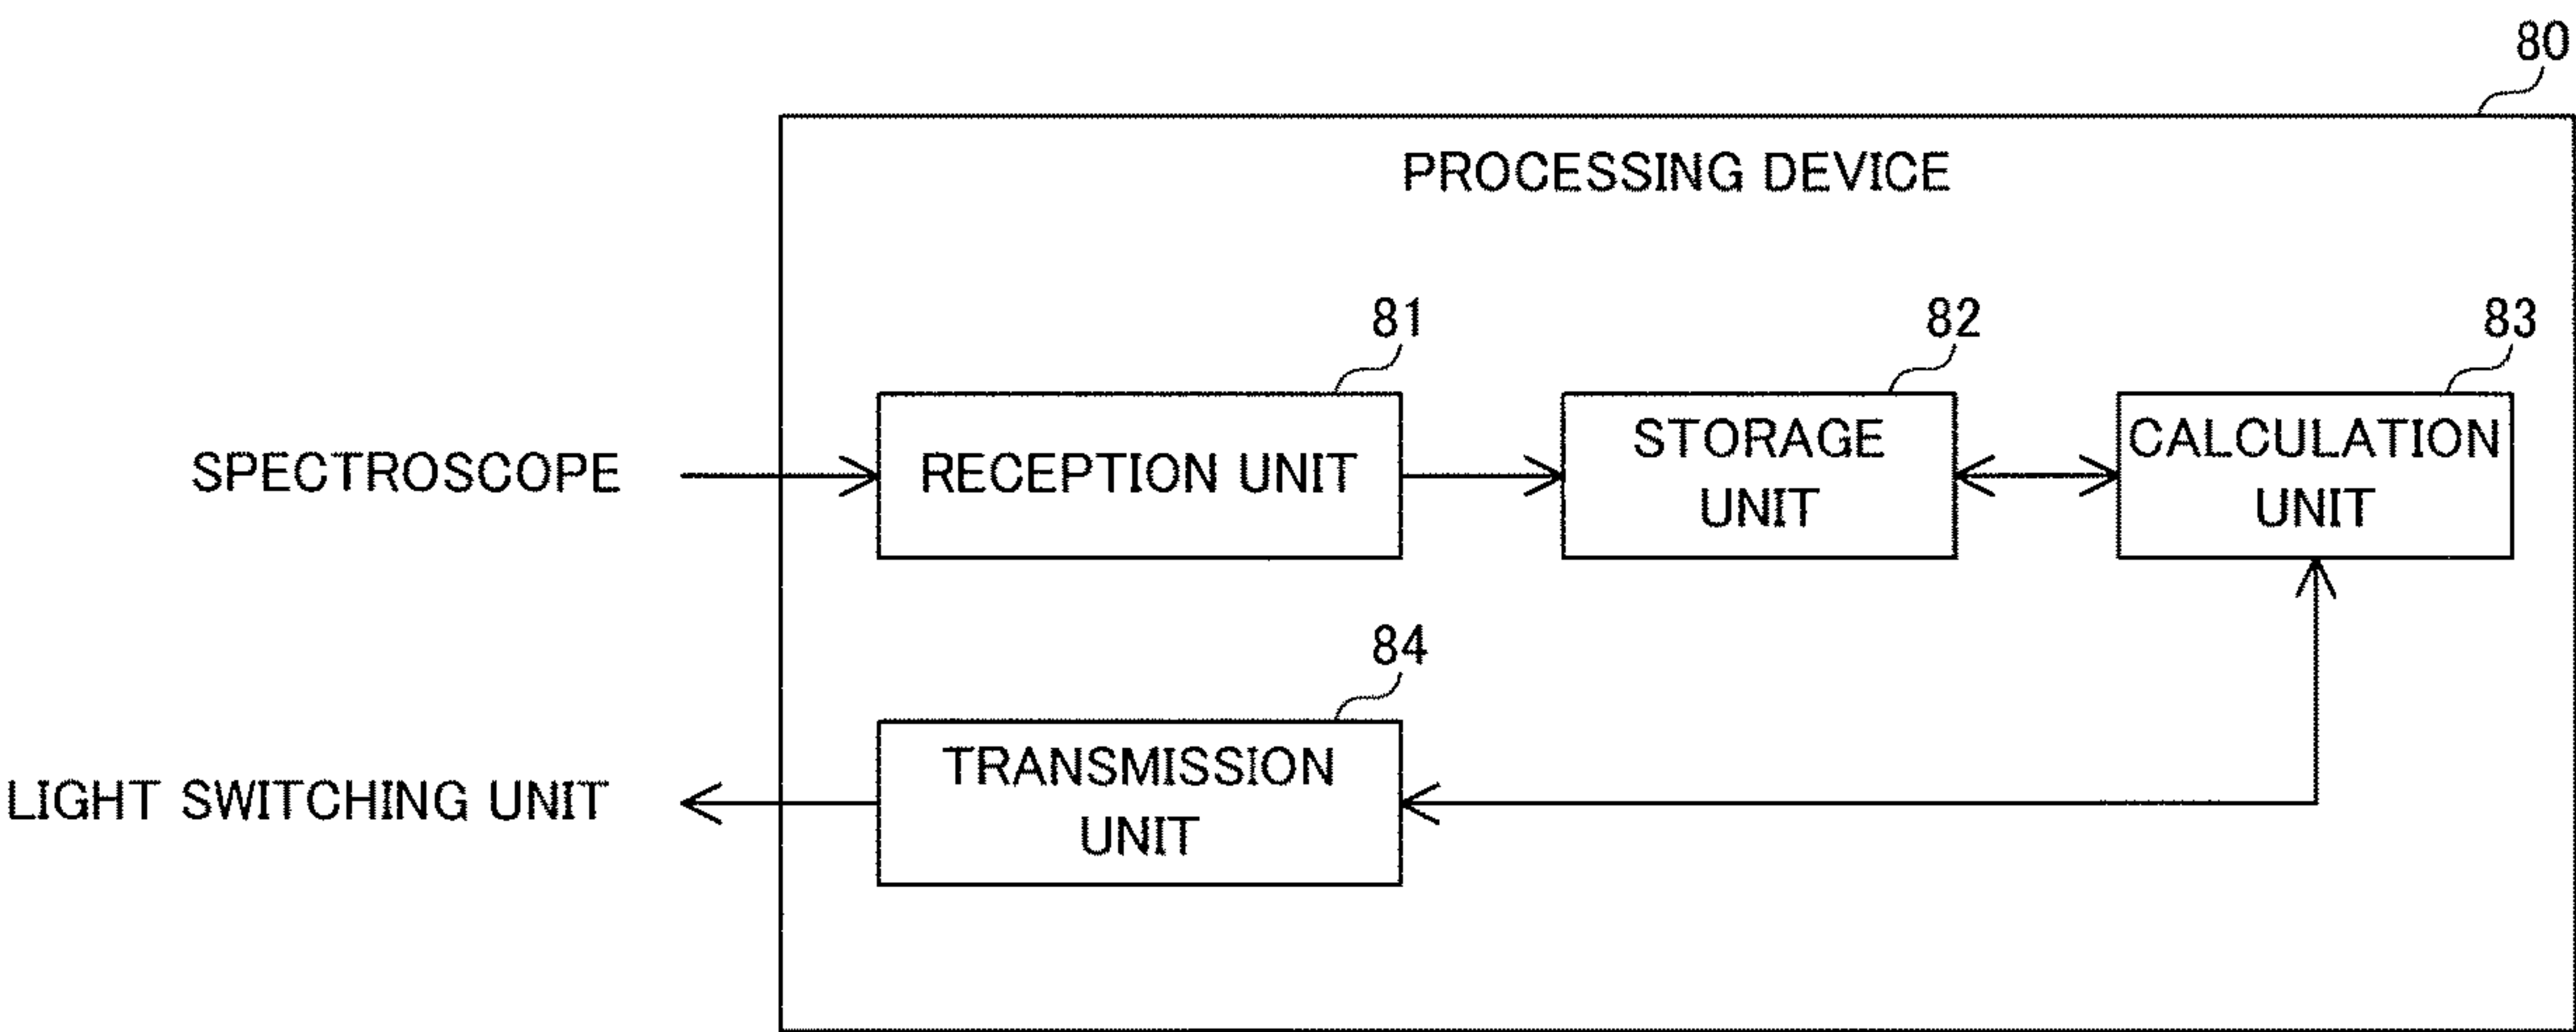 80
PROCESSING DEVICE
81
82
83
SPECTROSCOPE
RECEPTION UNIT
STORAGE
UNIT
CALCULATION
UNIT
84
LIGHT SWITCHING UNIT
TRANSMISSION
UNIT